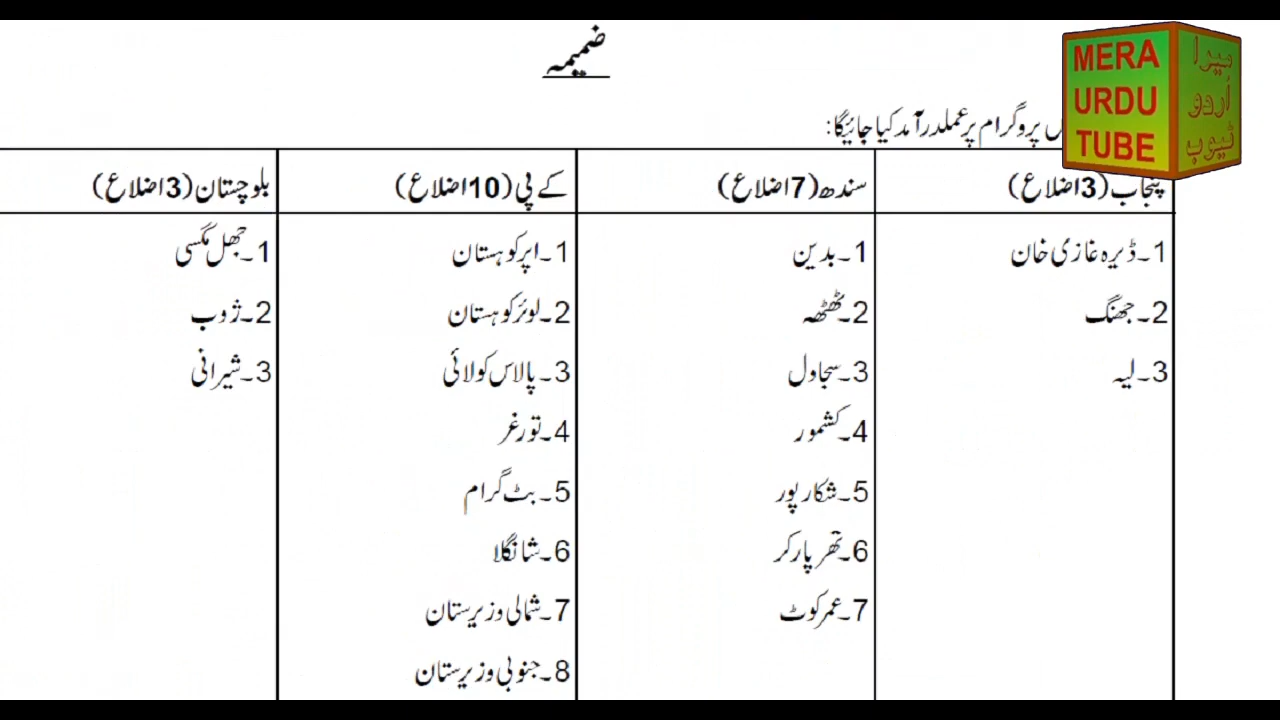 ضمیمہ
پروگرام پر عملدرآمد کیا جائیگا:
MERA
URDU
TUBE
میرا
اُردو
ٹیوب
پنجاب (3 اضلاع)
سندھ (7 اضلاع)
کے پی (10 اضلاع)
بلوچستان (3 اضلاع)
1۔ ڈیرہ غازی خان
1۔ بدین
1۔ اپر کوہستان
1۔ جھل مگسی
2۔ جھنگ
2۔ ٹھٹھہ
2۔ لوئر کوہستان
2۔ ژوب
3۔ لیہ
3۔ سجاول
3۔ پالاس کولائی
3۔ شیرانی
4۔ کشمور
4۔ تورغر
5۔ شکارپور
5۔ بٹ گرام
6۔ تھرپارکر
6۔ شانگلا
7۔ عمرکوٹ
7۔ شمالی وزیرستان
8۔ جنوبی وزیرستان